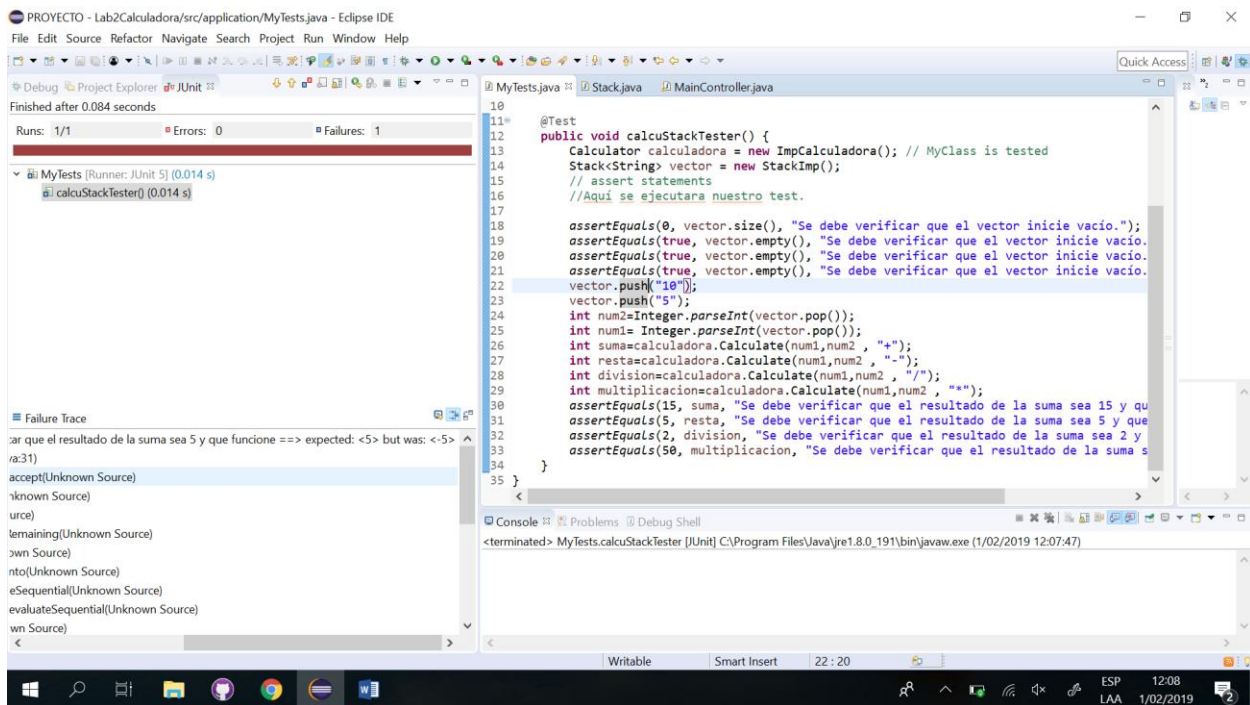 PROYECTO - Lab2Calculadora/src/application/MyTests.java - Eclipse IDE
File Edit Source Refactor Navigate Search Project Run Window Help
Quick Access
Debug Project Explorer JUnit
Finished after 0.084 seconds
Runs: 1/1 Errors: 0 Failures: 1
MyTests [Runner: JUnit 5] (0.014 s)
calcuStackTester() (0.014 s)
Failure Trace
ar que el resultado de la suma sea 5 y que funcione ==> expected: <5> but was: <-5>
va:31)
accept(Unknown Source)
nknown Source)
urce)
Remaining(Unknown Source)
own Source)
nto(Unknown Source)
eSequential(Unknown Source)
evaluateSequential(Unknown Source)
wn Source)
MyTests.java Stack.java MainController.java
10
11 @Test
12 public void calcuStackTester() {
13 Calculator calculadora = new ImpCalculadora(); // MyClass is tested
14 Stack<String> vector = new StackImp();
15 // assert statements
16 //Aquí se ejecutara nuestro test.
17
18 assertEquals(0, vector.size(), "Se debe verificar que el vector inicie vacío.");
19 assertEquals(true, vector.empty(), "Se debe verificar que el vector inicie vacío.
20 assertEquals(true, vector.empty(), "Se debe verificar que el vector inicie vacío.
21 assertEquals(true, vector.empty(), "Se debe verificar que el vector inicie vacío.
22 vector.push("10");
23 vector.push("5");
24 int num2=Integer.parseInt(vector.pop());
25 int num1= Integer.parseInt(vector.pop());
26 int suma=calculadora.Calculate(num1,num2 , "+");
27 int resta=calculadora.Calculate(num1,num2 , "-");
28 int division=calculadora.Calculate(num1,num2 , "/");
29 int multiplicacion=calculadora.Calculate(num1,num2 , "*");
30 assertEquals(15, suma, "Se debe verificar que el resultado de la suma sea 15 y qu
31 assertEquals(5, resta, "Se debe verificar que el resultado de la suma sea 5 y que
32 assertEquals(2, division, "Se debe verificar que el resultado de la suma sea 2 y
33 assertEquals(50, multiplicacion, "Se debe verificar que el resultado de la suma s
34 }
35 }
Console Problems Debug Shell
<terminated> MyTests.calcuStackTester [JUnit] C:\Program Files\Java\jre1.8.0_191\bin\javaw.exe (1/02/2019 12:07:47)
Writable Smart Insert 22 : 20
ESP 12:08
LAA 1/02/2019
2